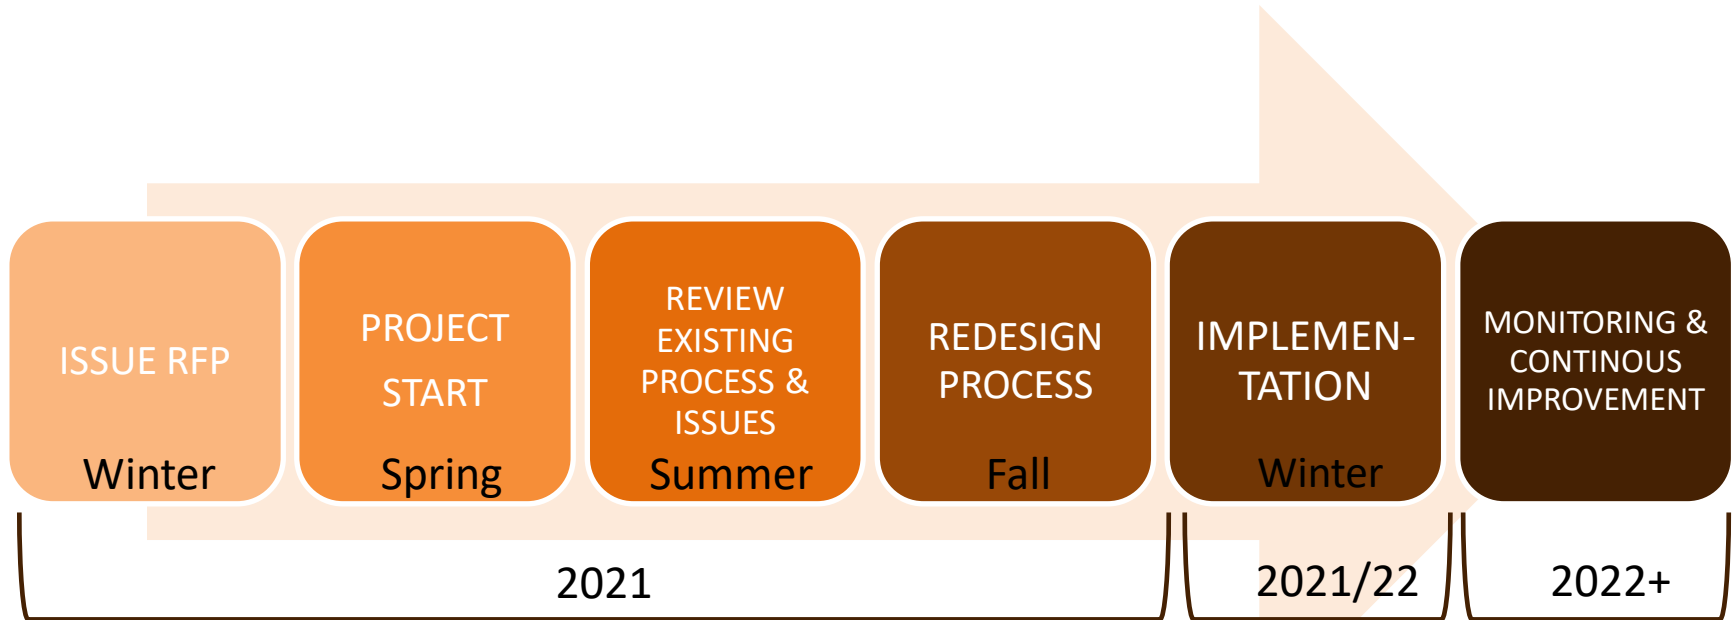 ISSUE RFP
Winter
PROJECT
START
Spring
REVIEW
EXISTING
PROCESS &
ISSUES
Summer
REDESIGN
PROCESS
Fall
IMPLEMEN-
TATION
Winter
MONITORING &
CONTINOUS
IMPROVEMENT
2021
2021/22
2022+